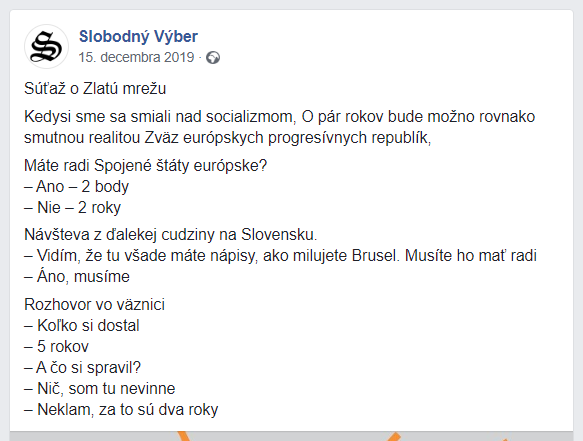 Slobodný Výber
15. decembra 2019 ·
Súťaž o Zlatú mrežu
Kedysi sme sa smiali nad socializmom, O pár rokov bude možno rovnako
smutnou realitou Zväz európskych progresívnych republík,
Máte radi Spojené štáty európske?
– Ano – 2 body
– Nie – 2 roky
Návšteva z ďalekej cudziny na Slovensku.
– Vidím, že tu všade máte nápisy, ako milujete Brusel. Musíte ho mať radi
– Áno, musíme
Rozhovor vo väznici
– Koľko si dostal
– 5 rokov
– A čo si spravil?
– Nič, som tu nevinne
– Neklam, za to sú dva roky